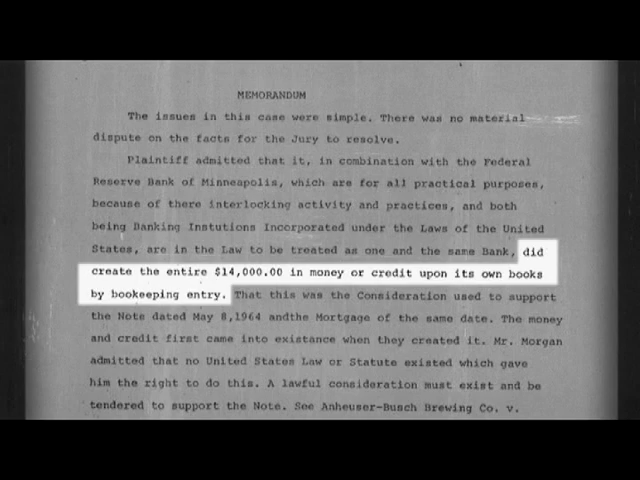 MEMORANDUM
The issues in this case were simple. There was no material
dispute on the facts for the Jury to resolve.
Plaintiff admitted that it, in combination with the Federal
Reserve Bank of Minneapolis, which are for all practical purposes,
because of there interlocking activity and practices, and both
being Banking Instutions Incorporated under the Laws of the United
States, are in the Law to be treated as one and the same Bank, did
create the entire $14,000.00 in money or credit upon its own books
by bookeeping entry. That this was the Consideration used to support
the Note dated May 8,1964 andthe Mortgage of the same date. The money
and credit first came into existance when they created it. Mr. Morgan
admitted that no United States Law or Statute existed which gave
him the right to do this. A lawful consideration must exist and be
tendered to support the Note. See Anheuser-Busch Brewing Co. v.